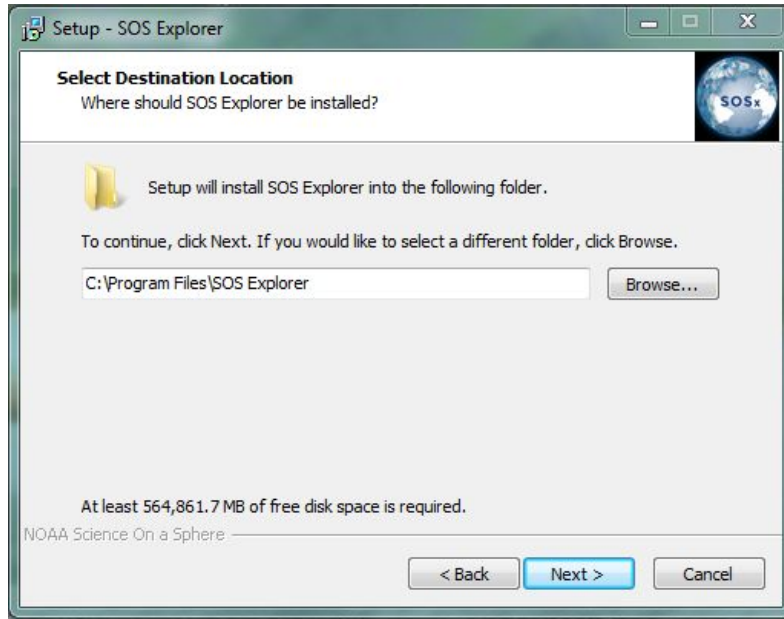 Setup - SOS Explorer
Select Destination Location
Where should SOS Explorer be installed?
SOSx
Setup will install SOS Explorer into the following folder.
To continue, click Next. If you would like to select a different folder, click Browse.
C:\Program Files\SOS Explorer
Browse...
At least 564,861.7 MB of free disk space is required.
NOAA Science On a Sphere
< Back Next > Cancel